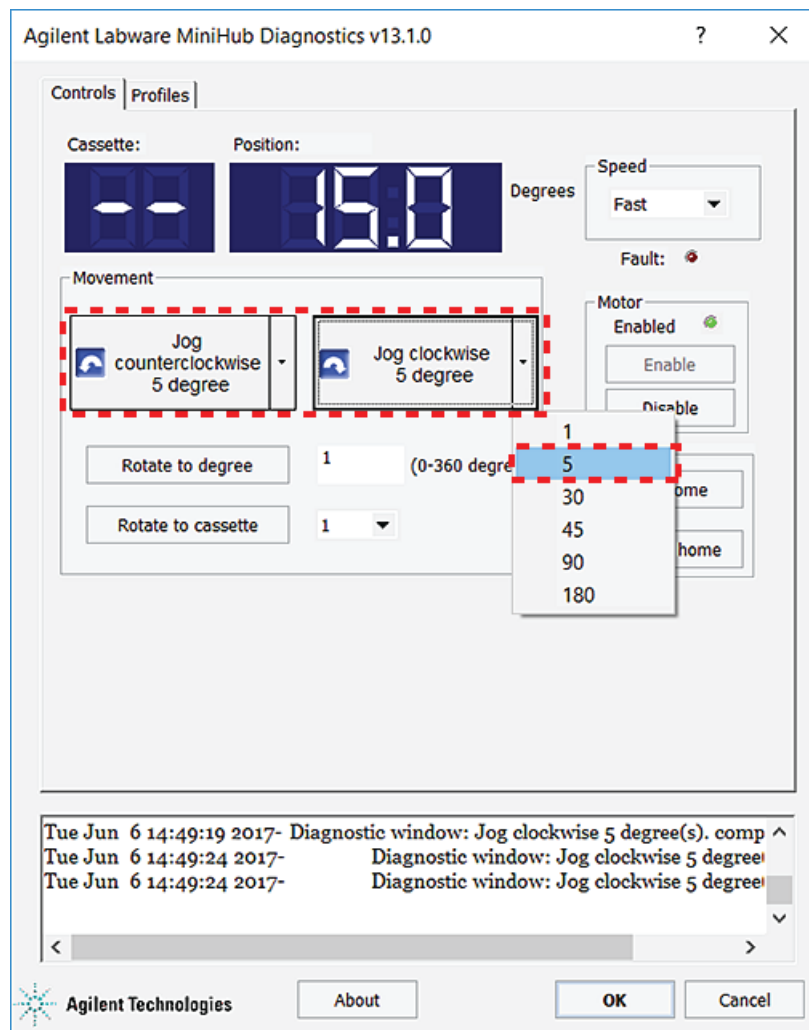 Agilent Labware MiniHub Diagnostics v13.1.0 ?
Controls Profiles
Cassette: Position:
-- 15.0 Degrees
Speed
Fast
Fault:
Movement
Motor
Enabled
Jog
counterclockwise
5 degree
Jog clockwise
5 degree
Enable
Disable
Rotate to degree 1 (0-360 degre
Rotate to cassette 1
1
5
30
45
90
180
ome
home
Tue Jun 6 14:49:19 2017- Diagnostic window: Jog clockwise 5 degree(s). comp
Tue Jun 6 14:49:24 2017- Diagnostic window: Jog clockwise 5 degree
Tue Jun 6 14:49:24 2017- Diagnostic window: Jog clockwise 5 degree
Agilent Technologies About OK Cancel